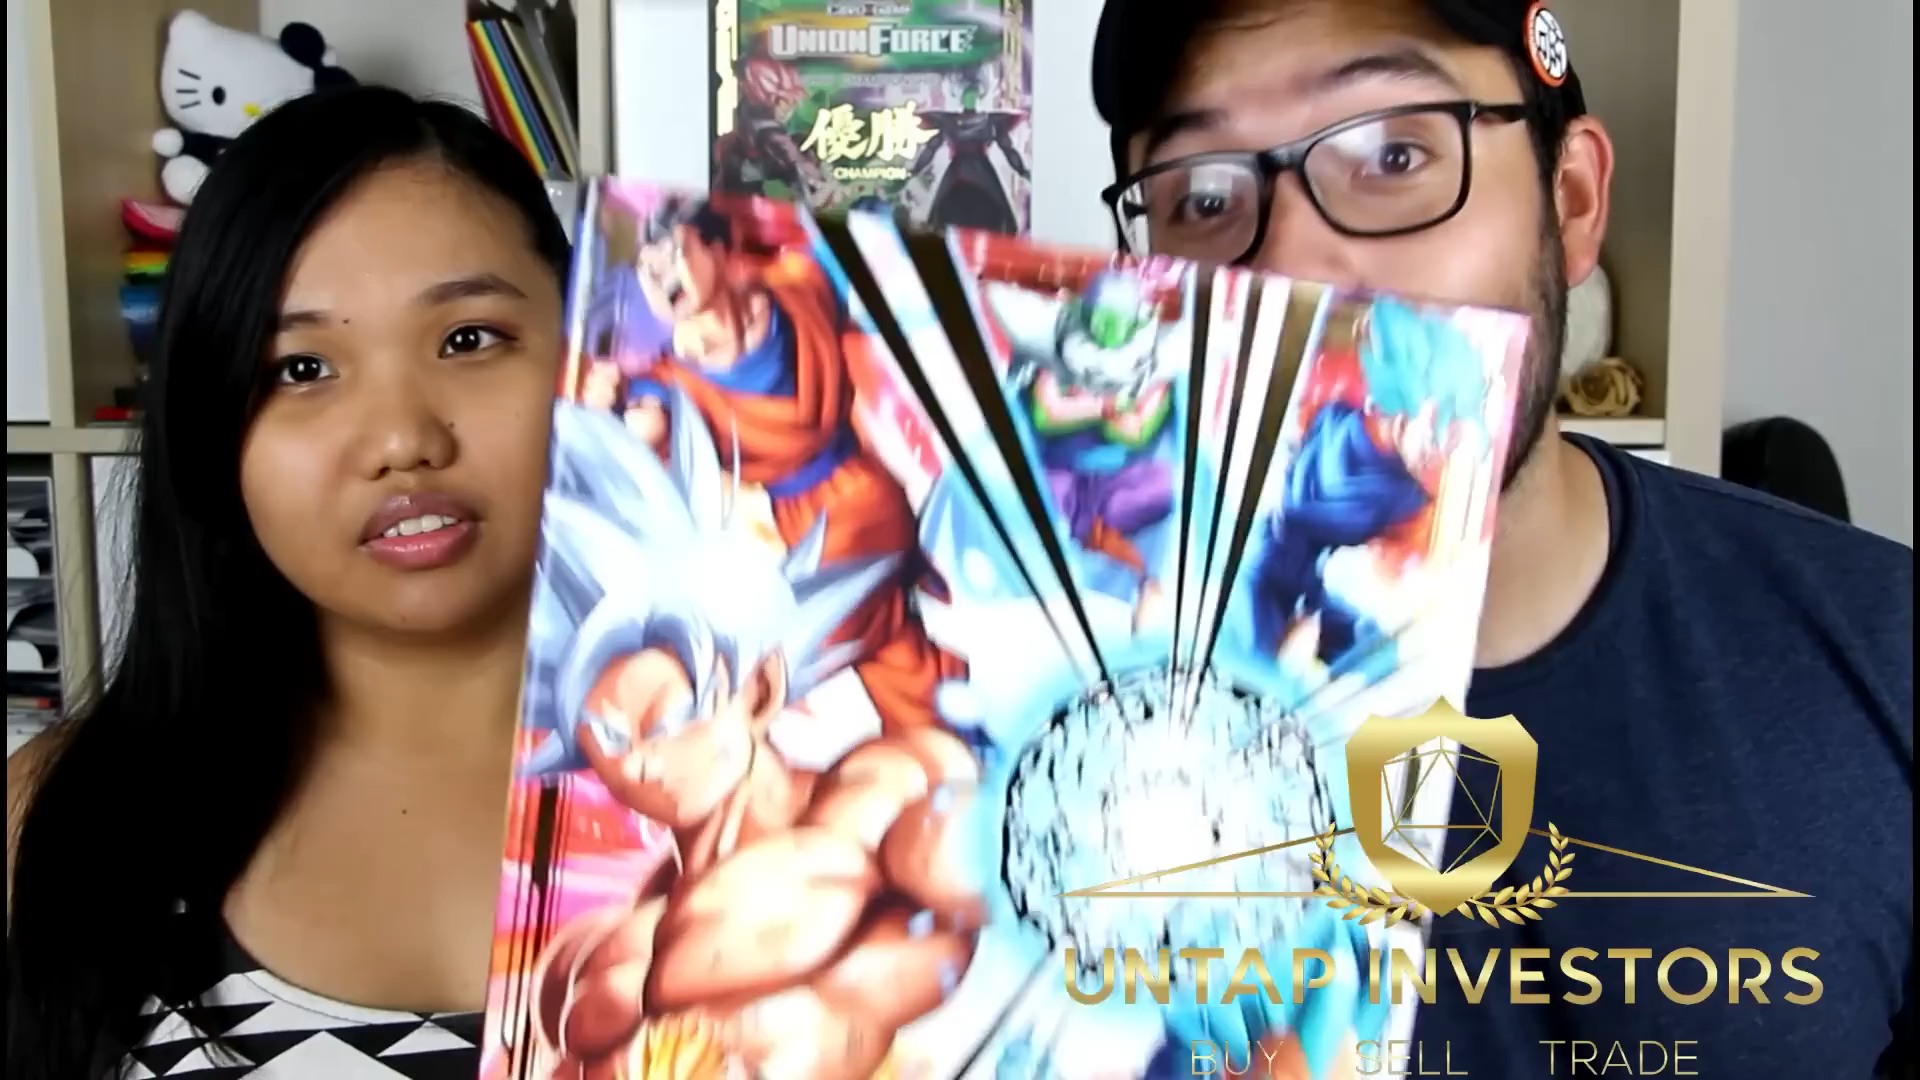 UNION FORCE
優勝
-CHAMPION-
UNTAP INVESTORS
BUY SELL TRADE